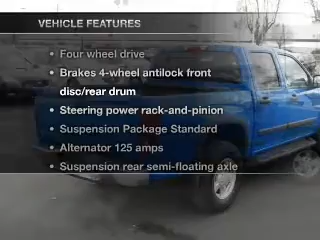 VEHICLE FEATURES
• Four wheel drive
• Brakes 4-wheel antilock front
disc/rear drum
• Steering power rack-and-pinion
• Suspension Package Standard
• Alternator 125 amps
• Suspension rear semi-floating axle